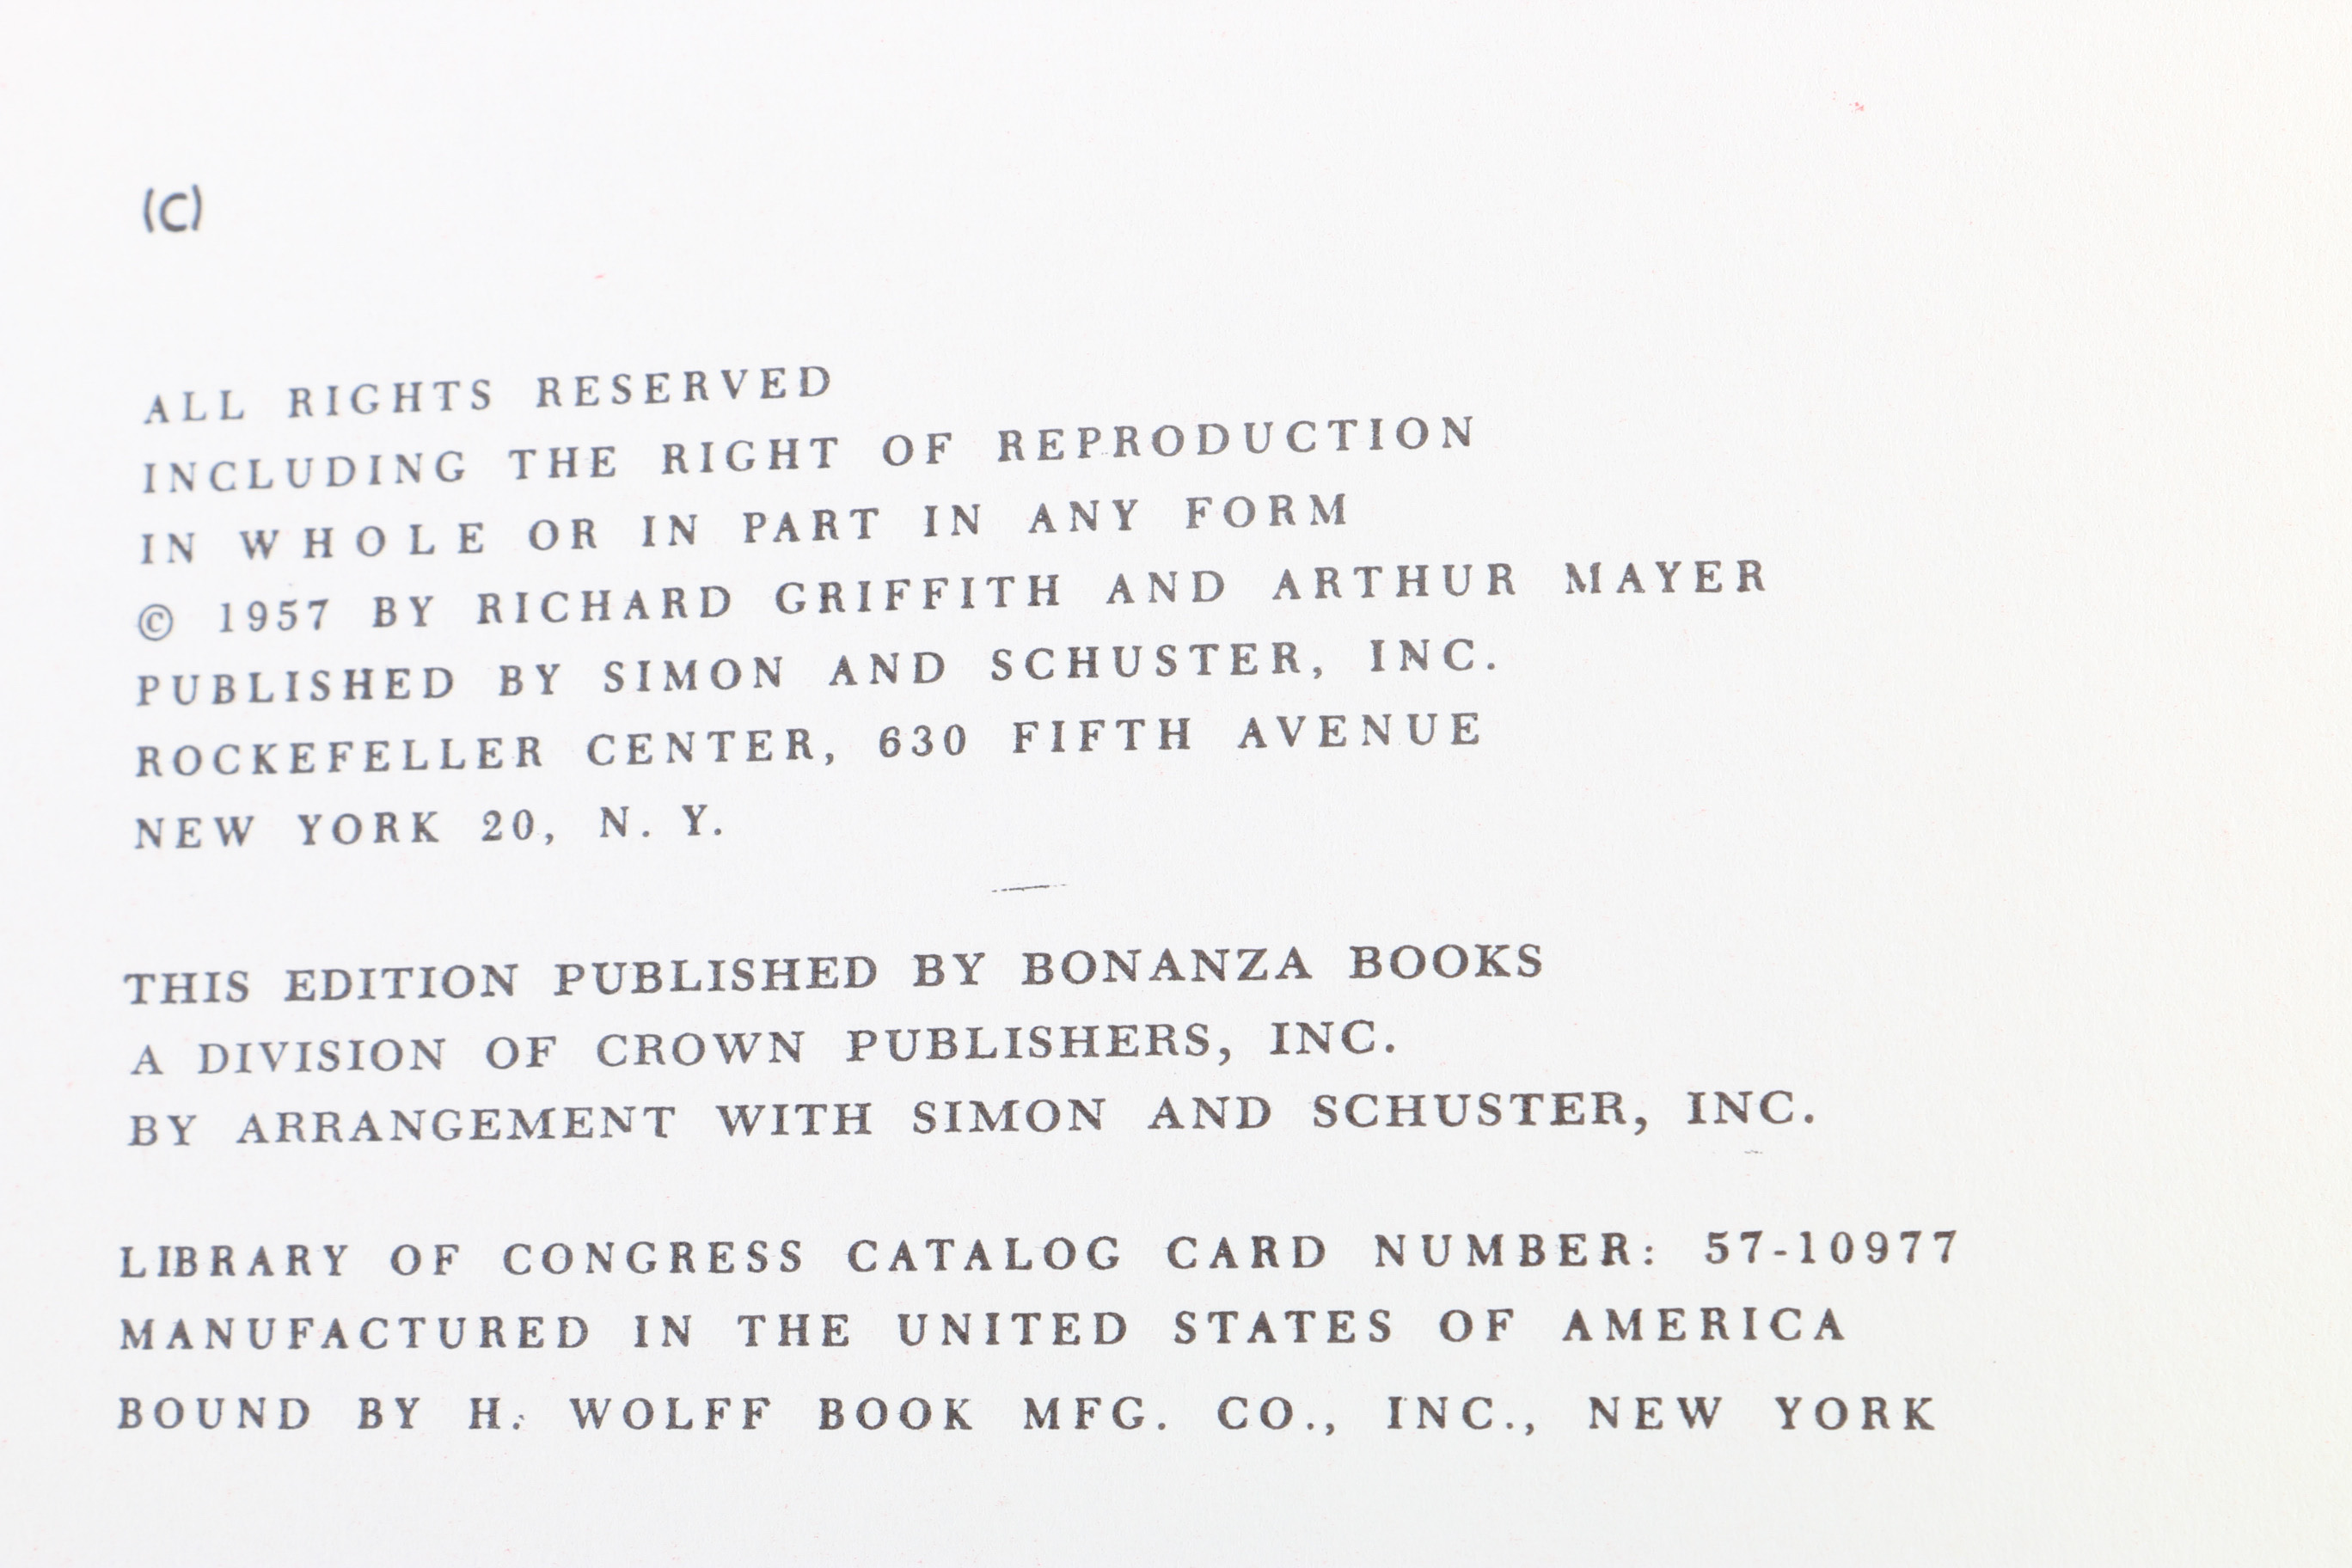 (C)
ALL RIGHTS RESERVED
INCLUDING THE RIGHT OF REPRODUCTION
IN WHOLE OR IN PART IN ANY FORM
© 1957 BY RICHARD GRIFFITH AND ARTHUR MAYER
PUBLISHED BY SIMON AND SCHUSTER, INC.
ROCKEFELLER CENTER, 630 FIFTH AVENUE
NEW YORK 20, N. Y.
THIS EDITION PUBLISHED BY BONANZA BOOKS
A DIVISION OF CROWN PUBLISHERS, INC.
BY ARRANGEMENT WITH SIMON AND SCHUSTER, INC.
LIBRARY OF CONGRESS CATALOG CARD NUMBER: 57-10977
MANUFACTURED IN THE UNITED STATES OF AMERICA
BOUND BY H. WOLFF BOOK MFG. CO., INC., NEW YORK